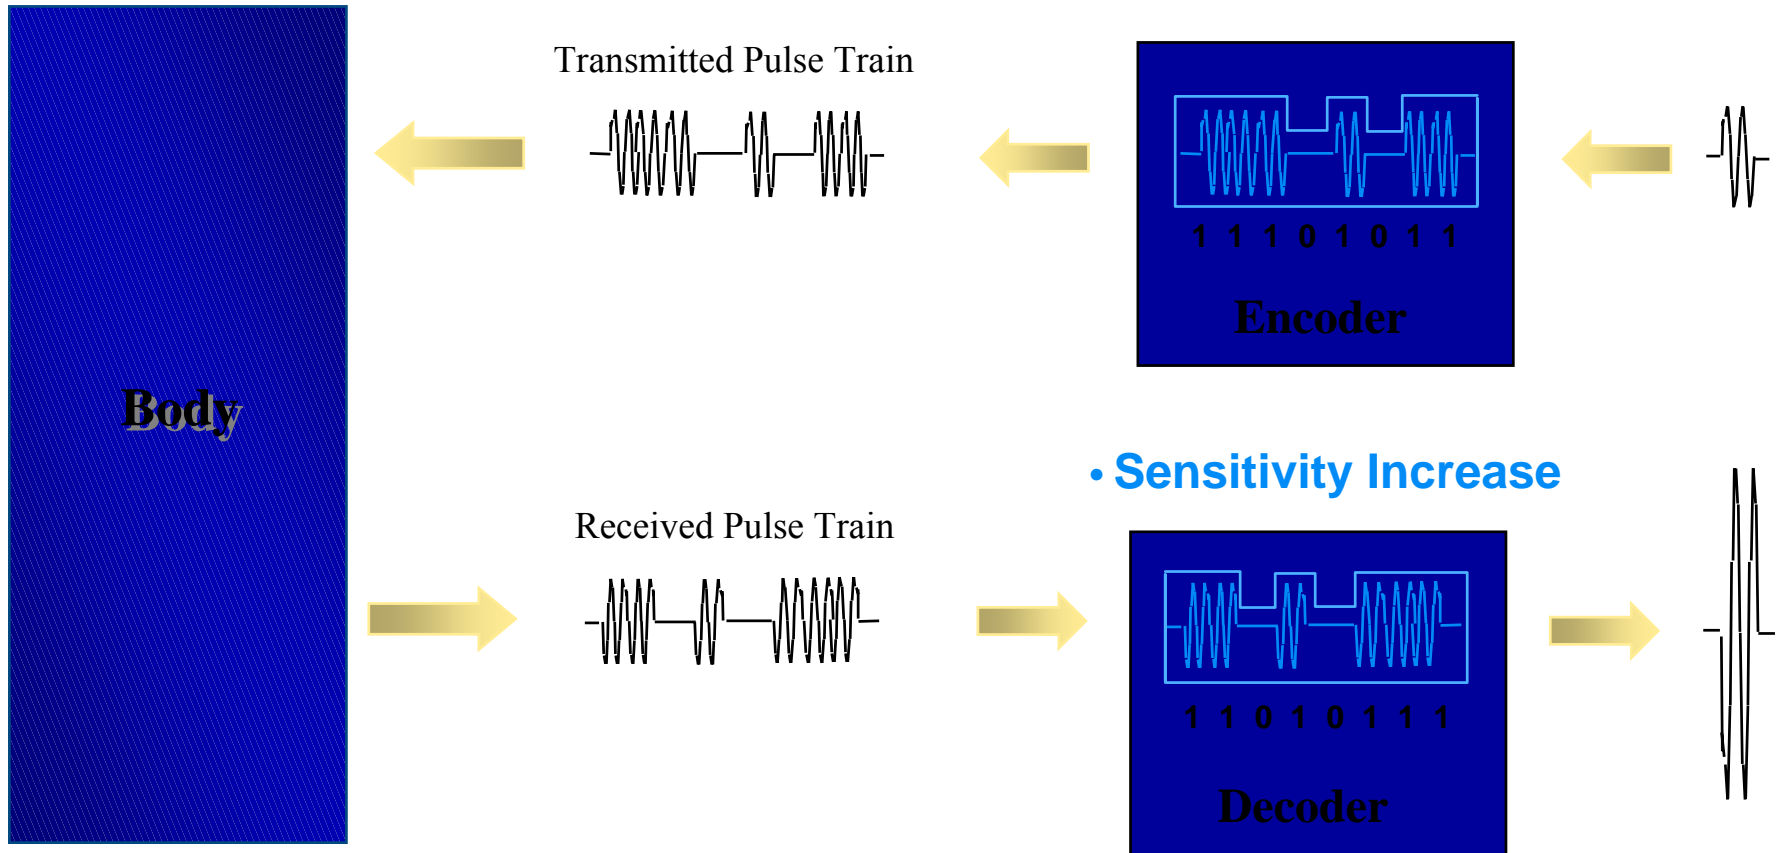 Transmitted Pulse Train
1 1 1 0 1 0 1 1
Encoder
Body
• Sensitivity Increase
Received Pulse Train
1 1 0 1 0 1 1 1
Decoder